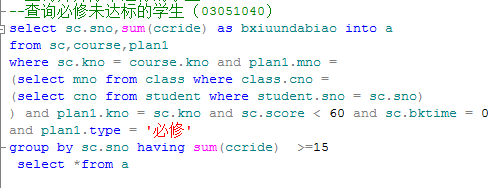 ---查询必修未达标的学生（03051040）
select sc.sno,sum(ccride) as bxiuundabiao into a
from sc,course,plan1
where sc.kno = course.kno and plan1.mno =
(select mno from class where class.cno =
(select cno from student where student.sno = sc.sno)
) and plan1.kno = sc.kno and sc.score < 60 and sc.bktime = 0
and plan1.type = '必修'
group by sc.sno having sum(ccride)  >=15
select *from a